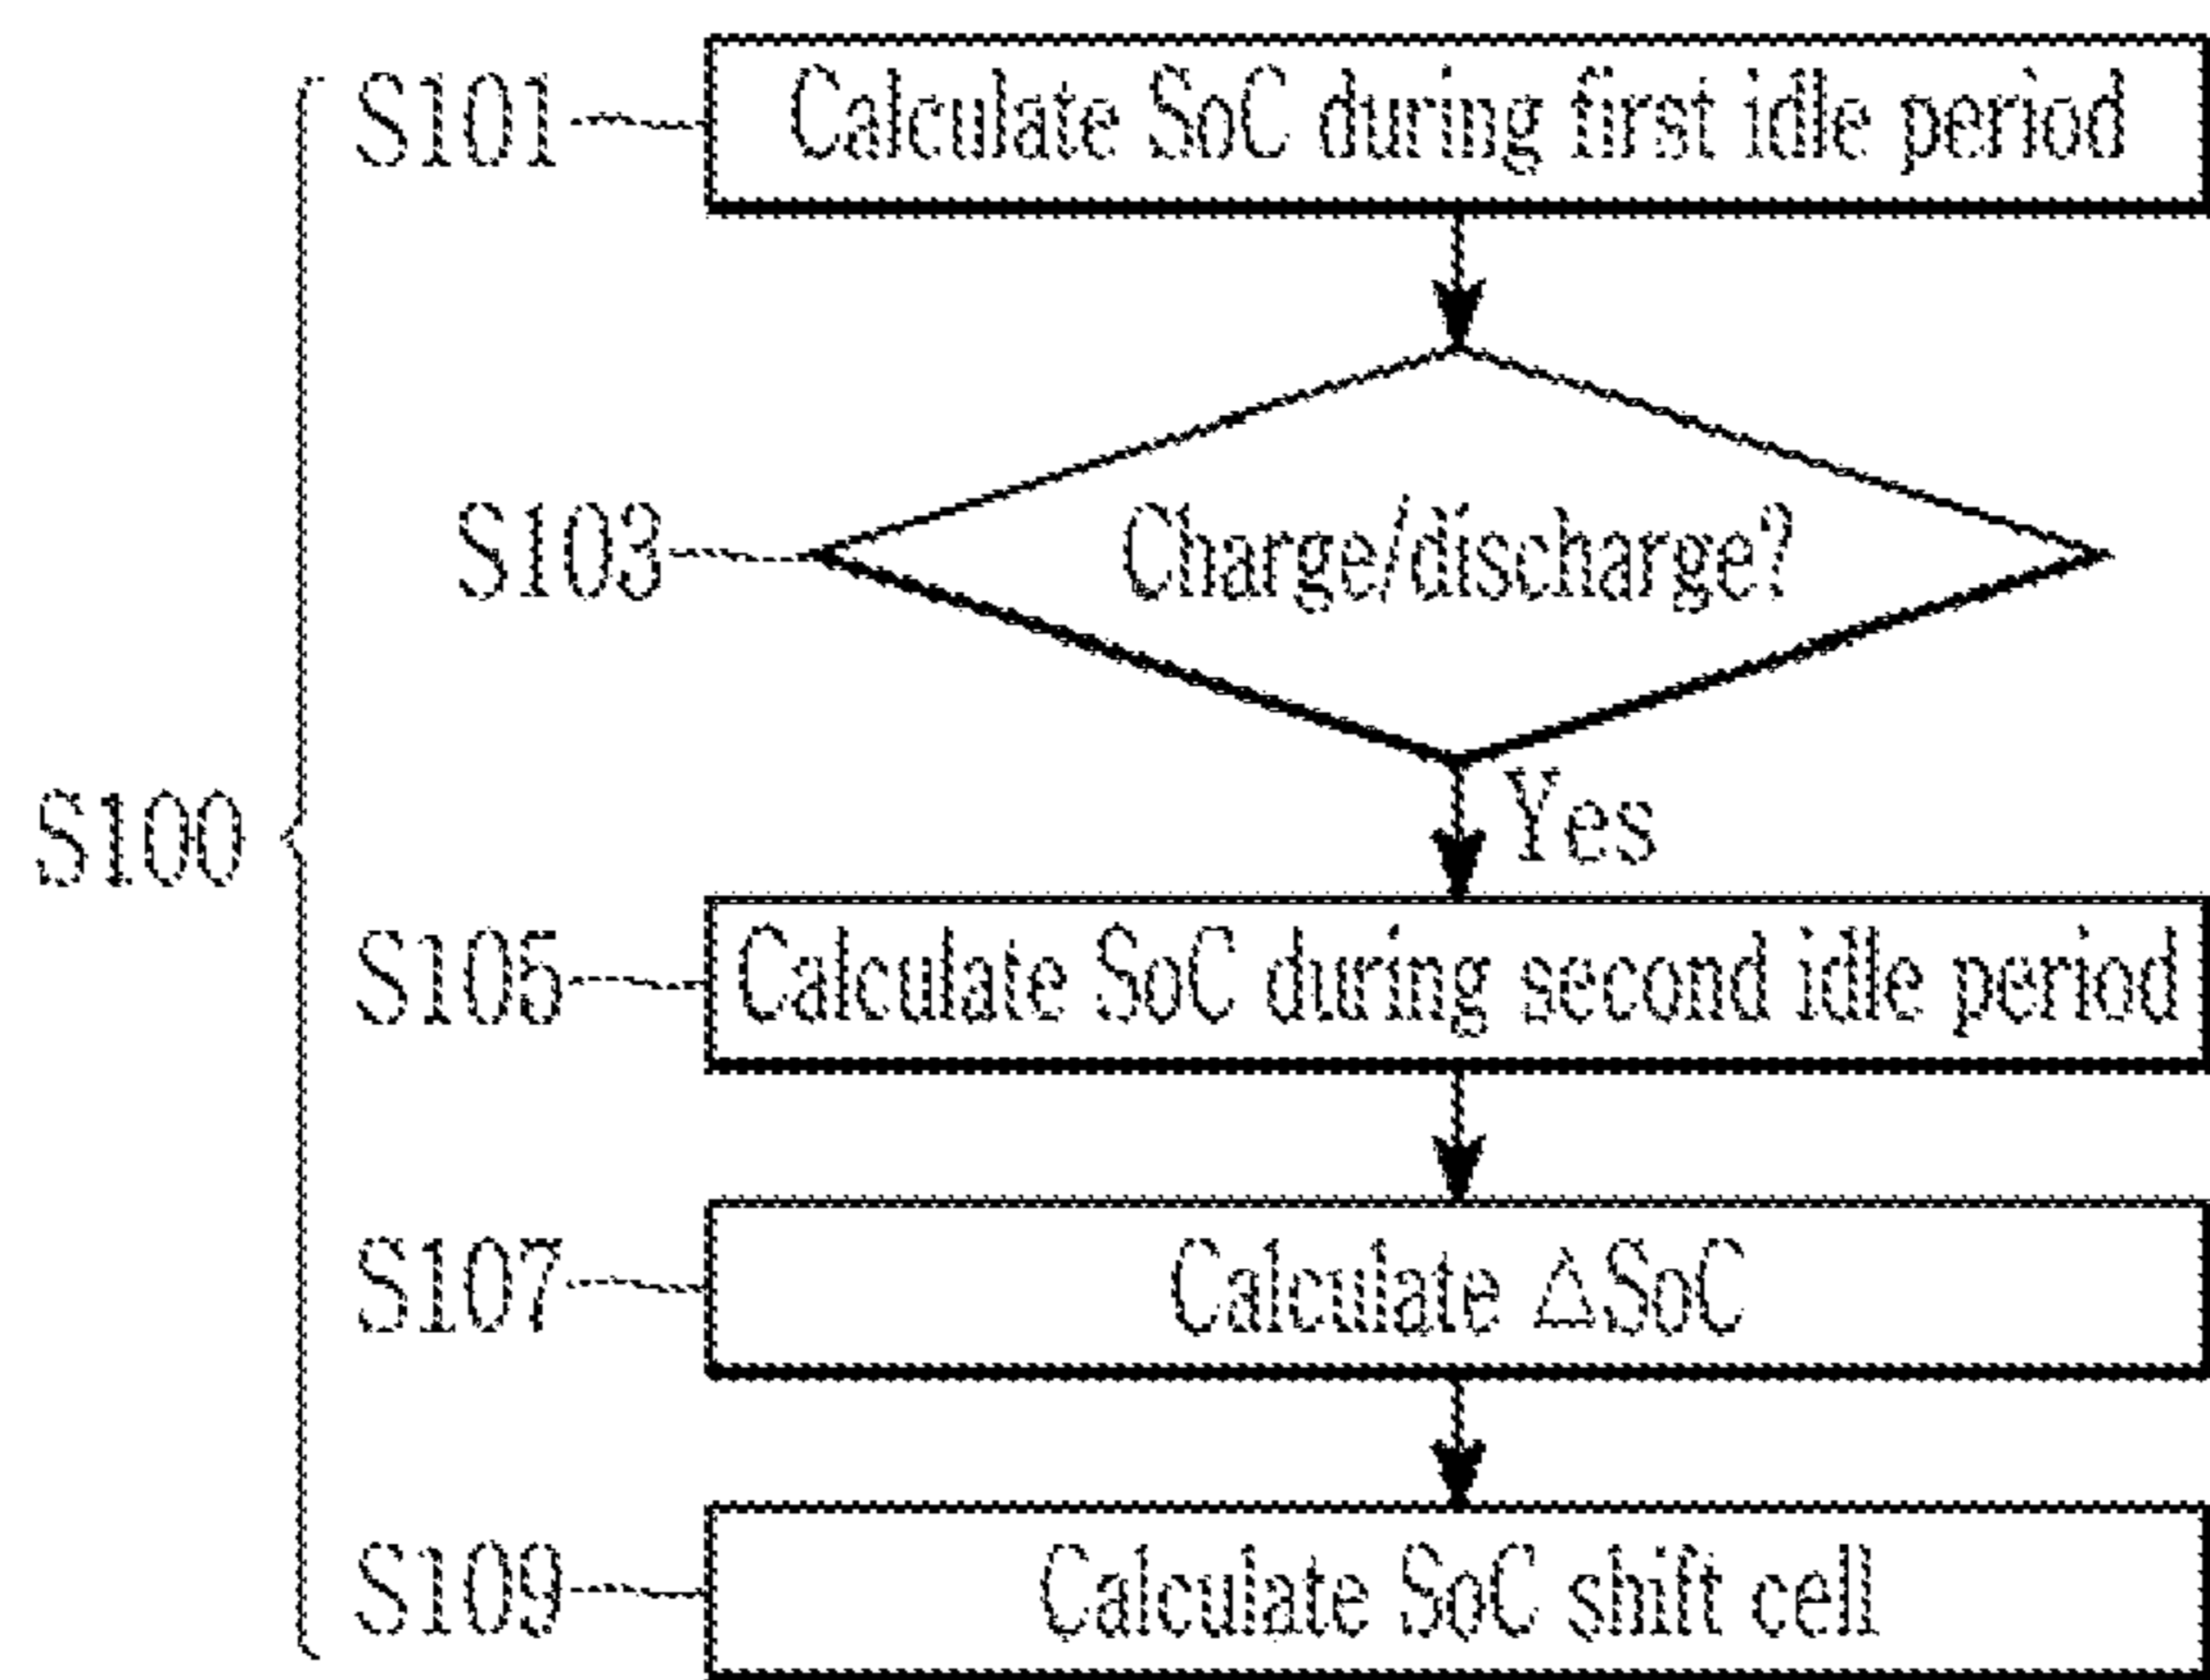 S101
Calculate SoC during first idle period
S103
Charge/discharge?
Yes
S100
S105
Calculate SoC during second idle period
S107
Calculate △SoC
S109
Calculate SoC shift cell